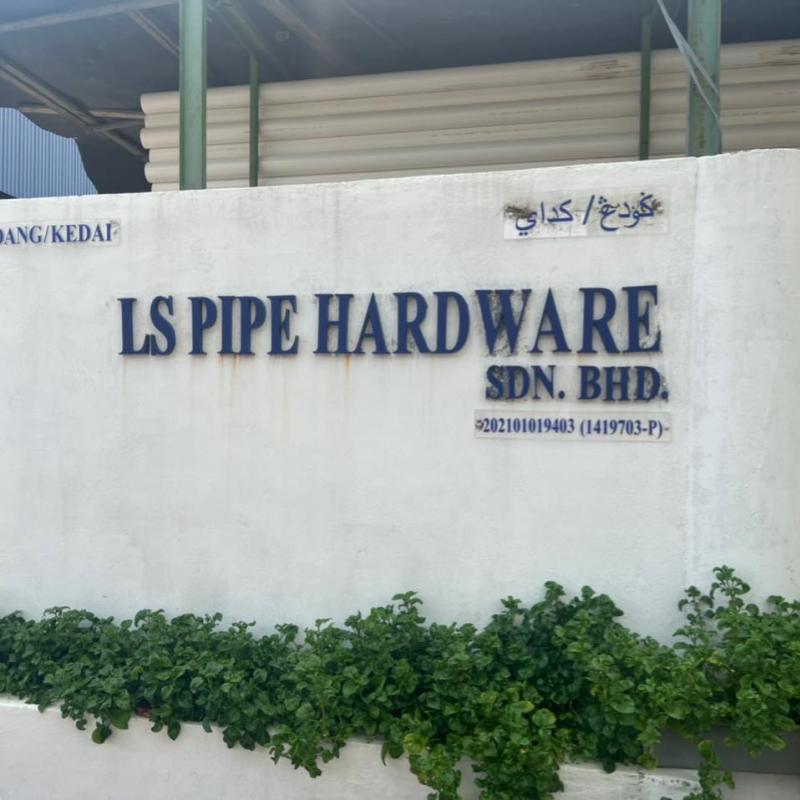 DANG/KEDAI
ݢودڠ/ كداي
LS PIPE HARDWARE
SDN. BHD.
202101019403 (1419703-P)